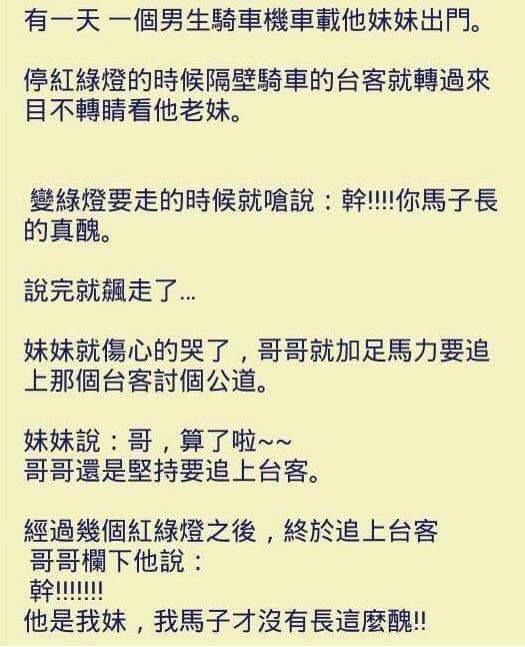 有一天 一個男生騎車機車載他妹妹出門。
停紅綠燈的時候隔壁騎車的台客就轉過來
目不轉睛看他老妹。
變綠燈要走的時候就嗆說：幹!!!!你馬子長
的真醜。
說完就飆走了...
妹妹就傷心的哭了，哥哥就加足馬力要追
上那個台客討個公道。
妹妹說：哥，算了啦~~
哥哥還是堅持要追上台客。
經過幾個紅綠燈之後，終於追上台客
哥哥欄下他說：
幹!!!!!!!
他是我妹，我馬子才沒有長這麼醜!!